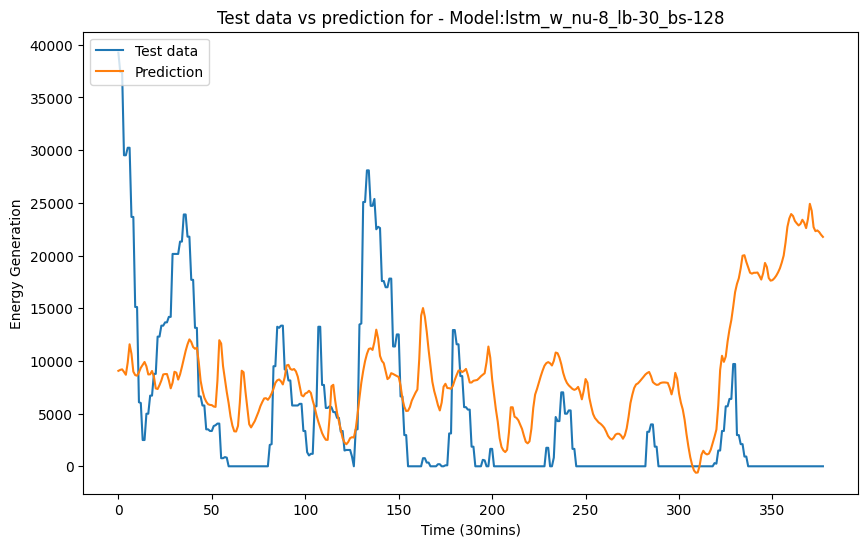 Test data vs prediction for - Model:lstm_w_nu-8_lb-30_bs-128
Test data
Prediction
Energy Generation
40000
35000
30000
25000
20000
15000
10000
5000
0
0 50 100 150 200 250 300 350
Time (30mins)